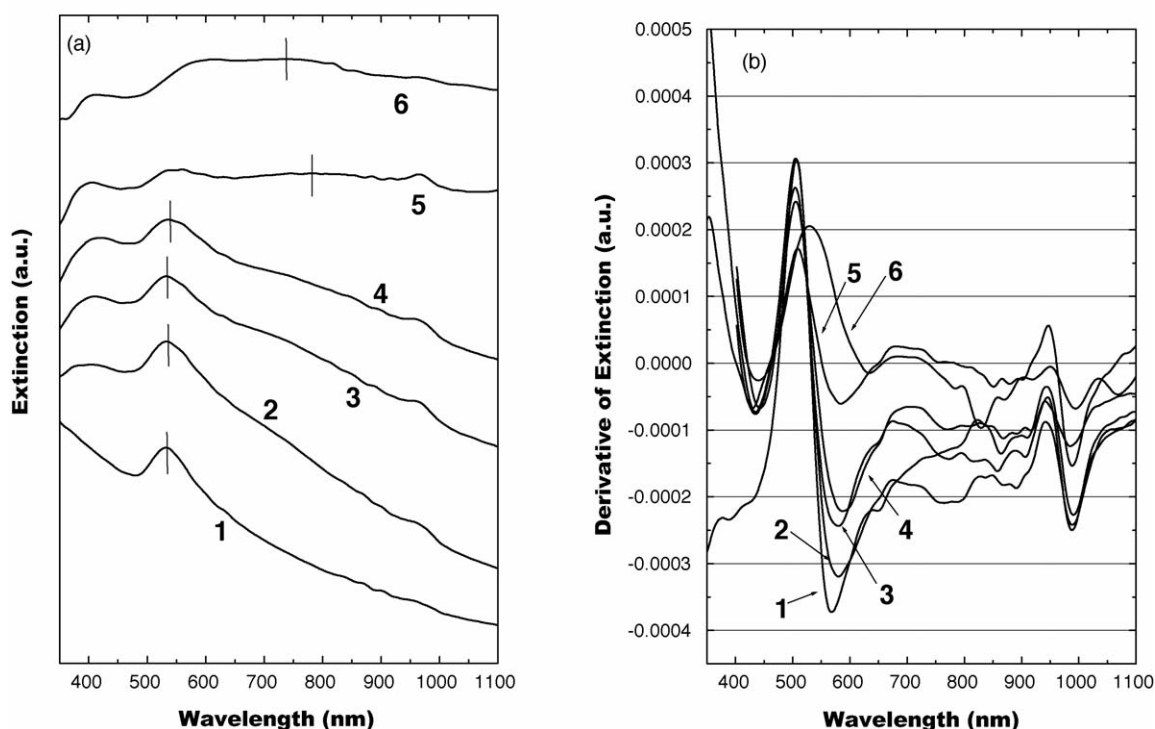 (a)
6
5
4
3
2
1
Extinction (a.u.)
400 500 600 700 800 900 1000 1100
Wavelength (nm)
(b)
0.0005
0.0004
0.0003
0.0002
0.0001
0.0000
-0.0001
-0.0002
-0.0003
-0.0004
5
6
4
2
3
1
Derivative of Extinction (a.u.)
400 500 600 700 800 900 1000 1100
Wavelength (nm)